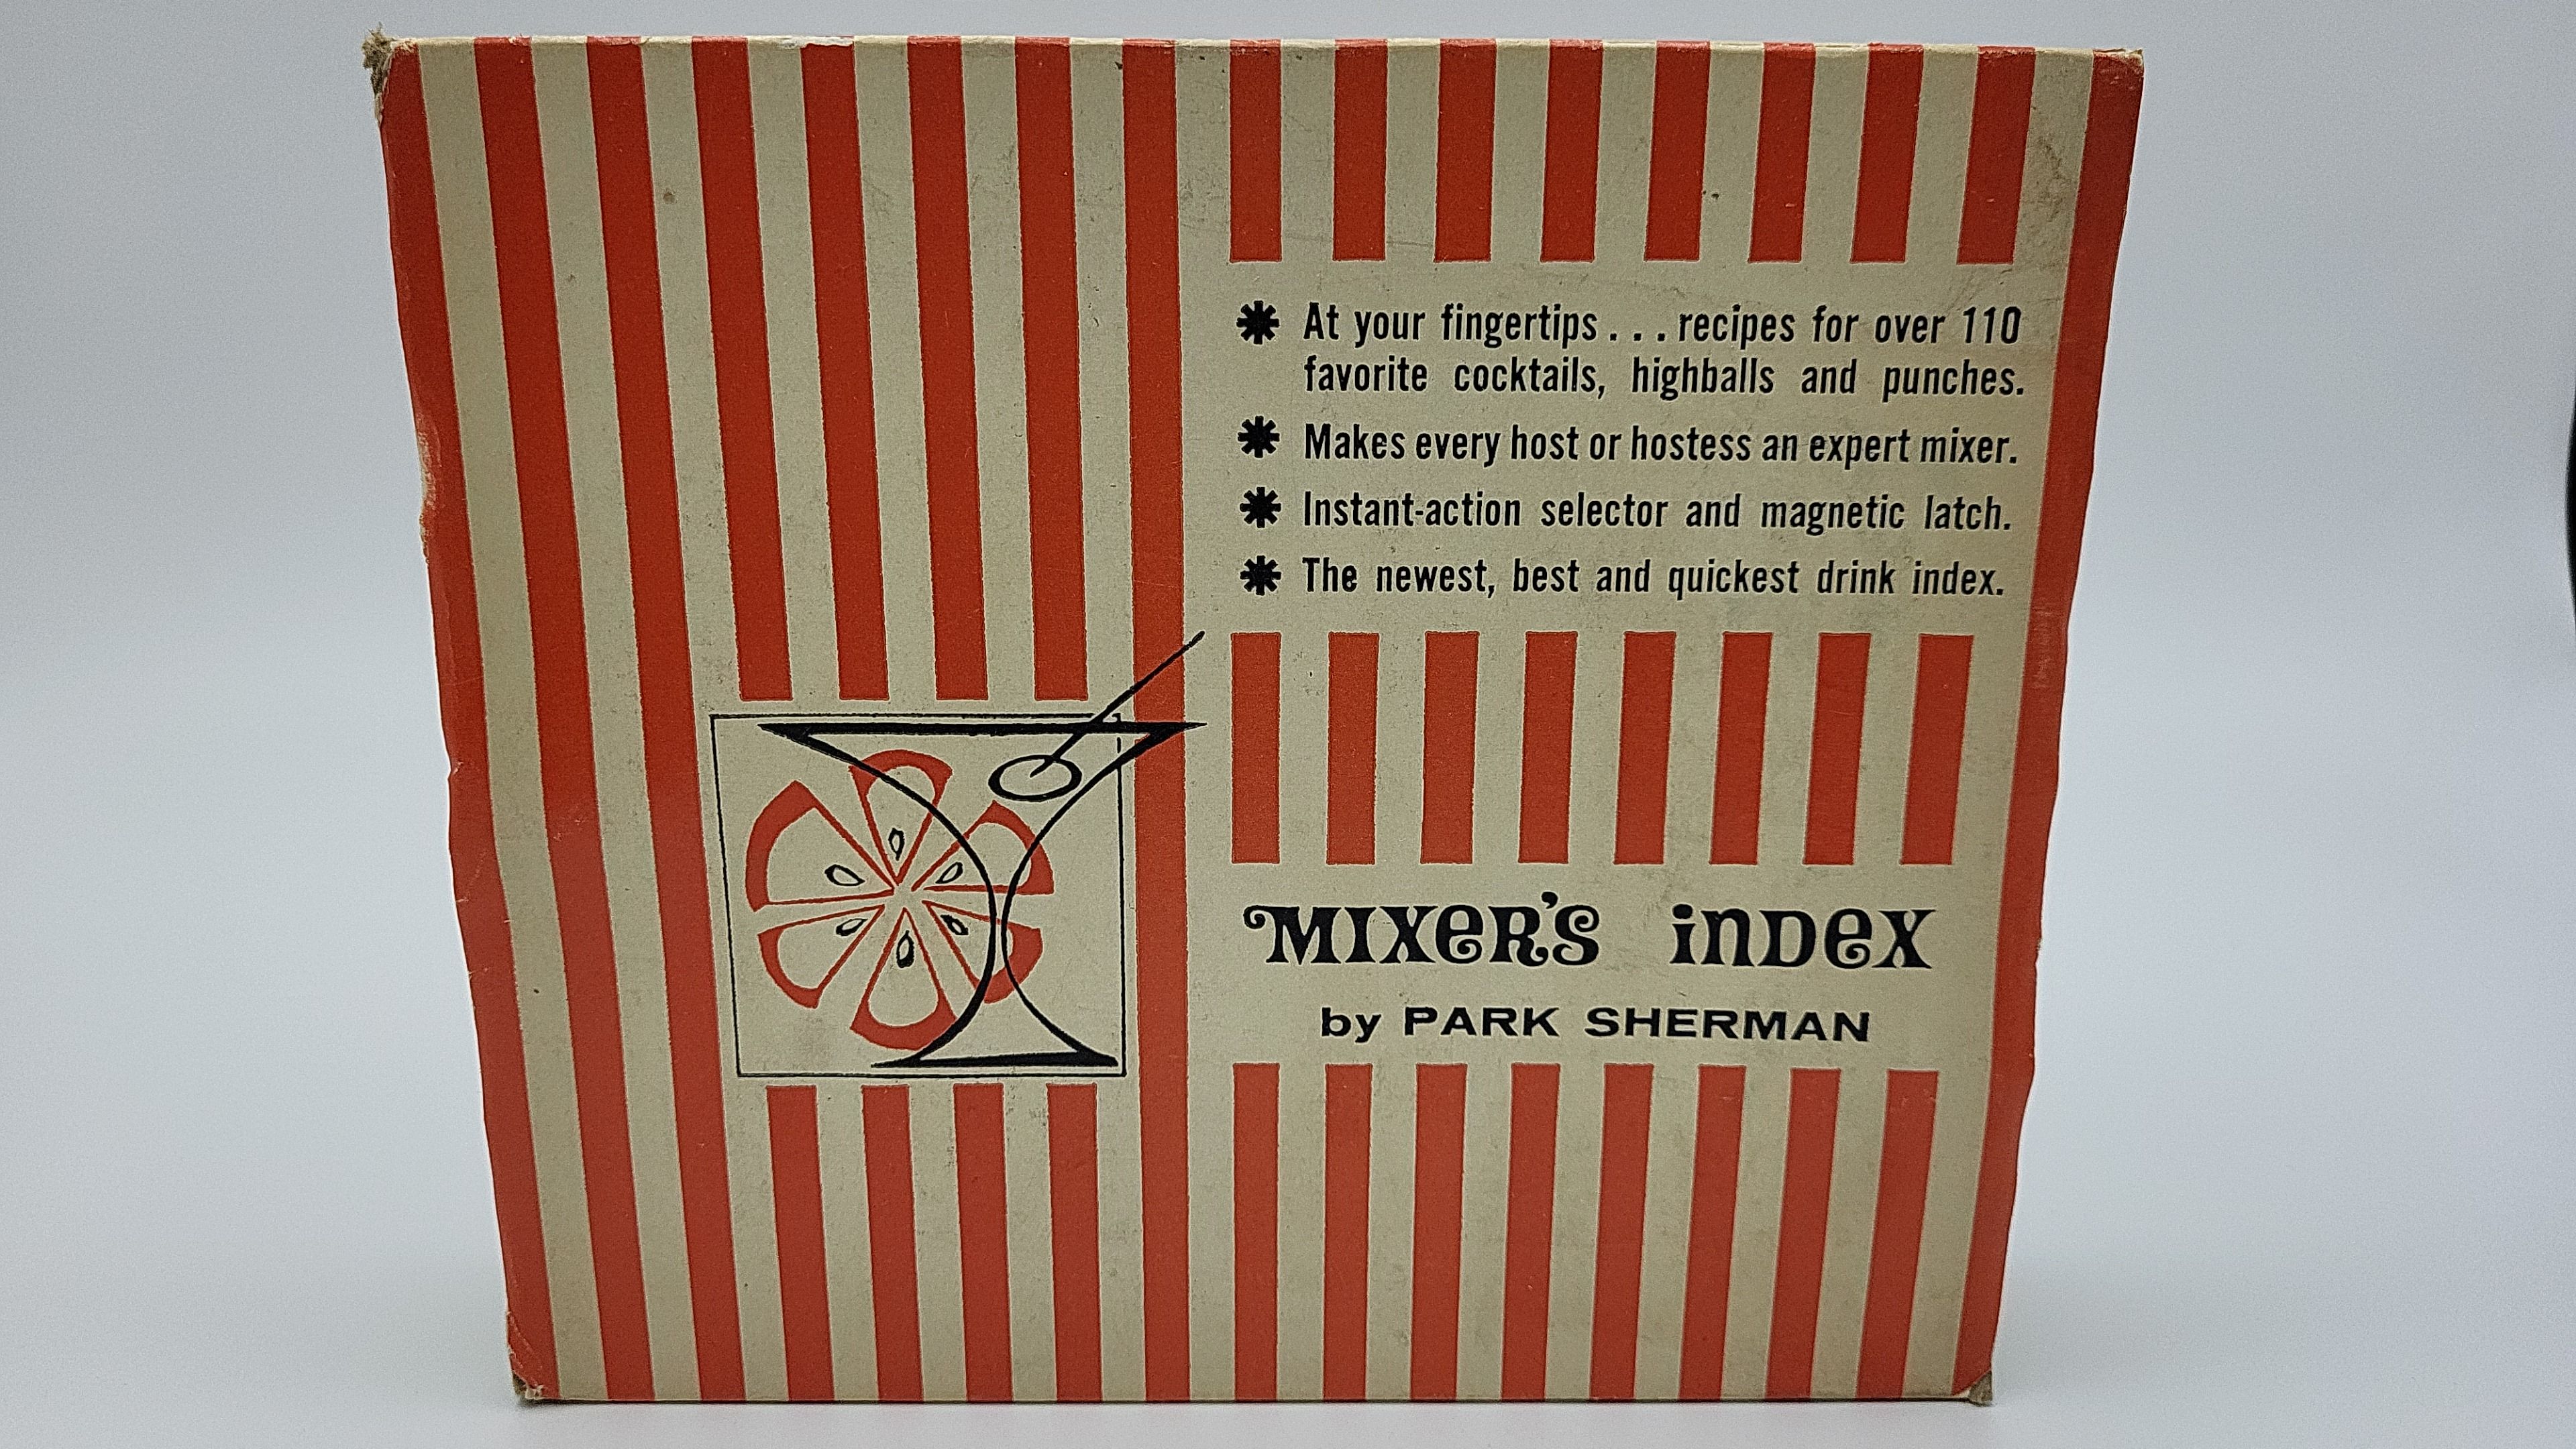 ✱ At your fingertips . . . recipes for over 110
favorite cocktails, highballs and punches.
✱ Makes every host or hostess an expert mixer.
✱ Instant-action selector and magnetic latch.
✱ The newest, best and quickest drink index.
MIXeR'S inDeX
by PARK SHERMAN